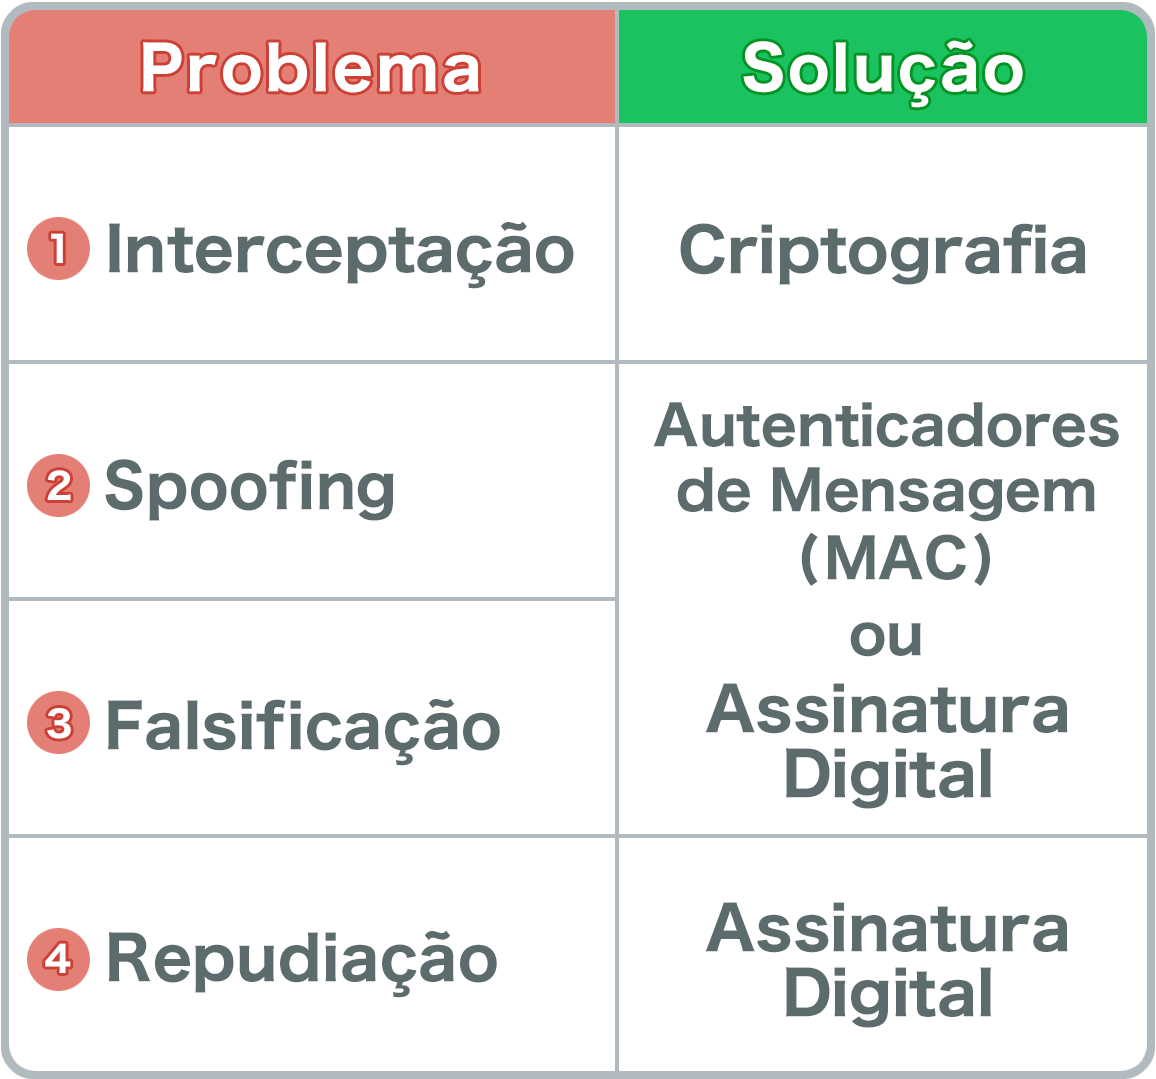 Problema
Solução
1 Interceptação
Criptografia
2 Spoofing
Autenticadores
de Mensagem
(MAC)
ou
Assinatura
Digital
3 Falsificação
4 Repudiação
Assinatura
Digital